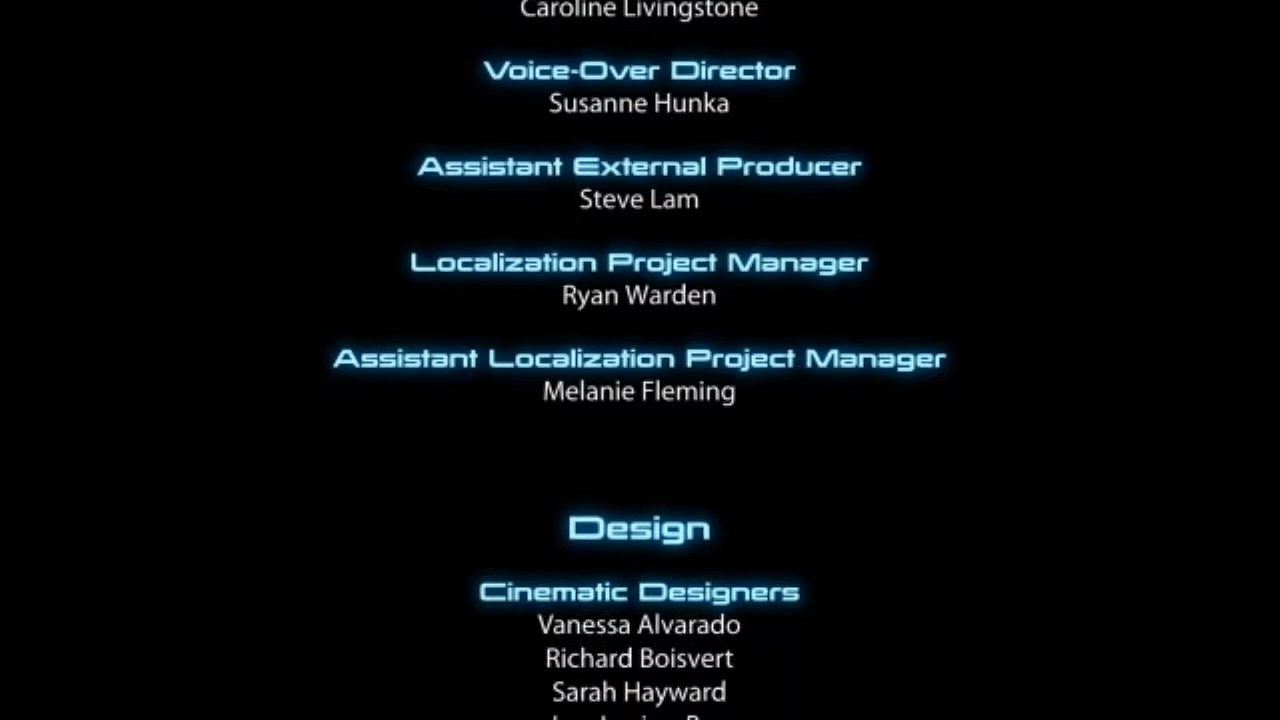 Caroline Livingstone
Voice-Over Director
Susanne Hunka
Assistant External Producer
Steve Lam
Localization Project Manager
Ryan Warden
Assistant Localization Project Manager
Melanie Fleming
Design
Cinematic Designers
Vanessa Alvarado
Richard Boisvert
Sarah Hayward